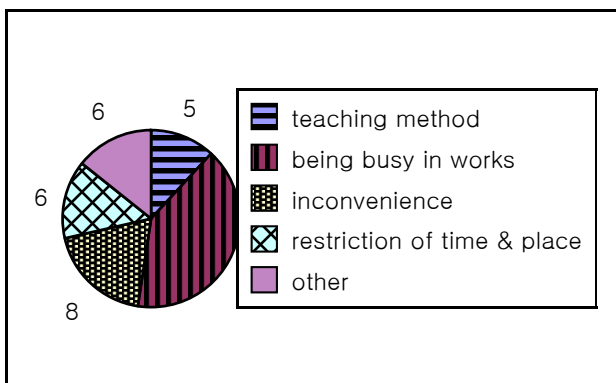 6 5
6
8
teaching method
being busy in works
inconvenience
restriction of time & place
other